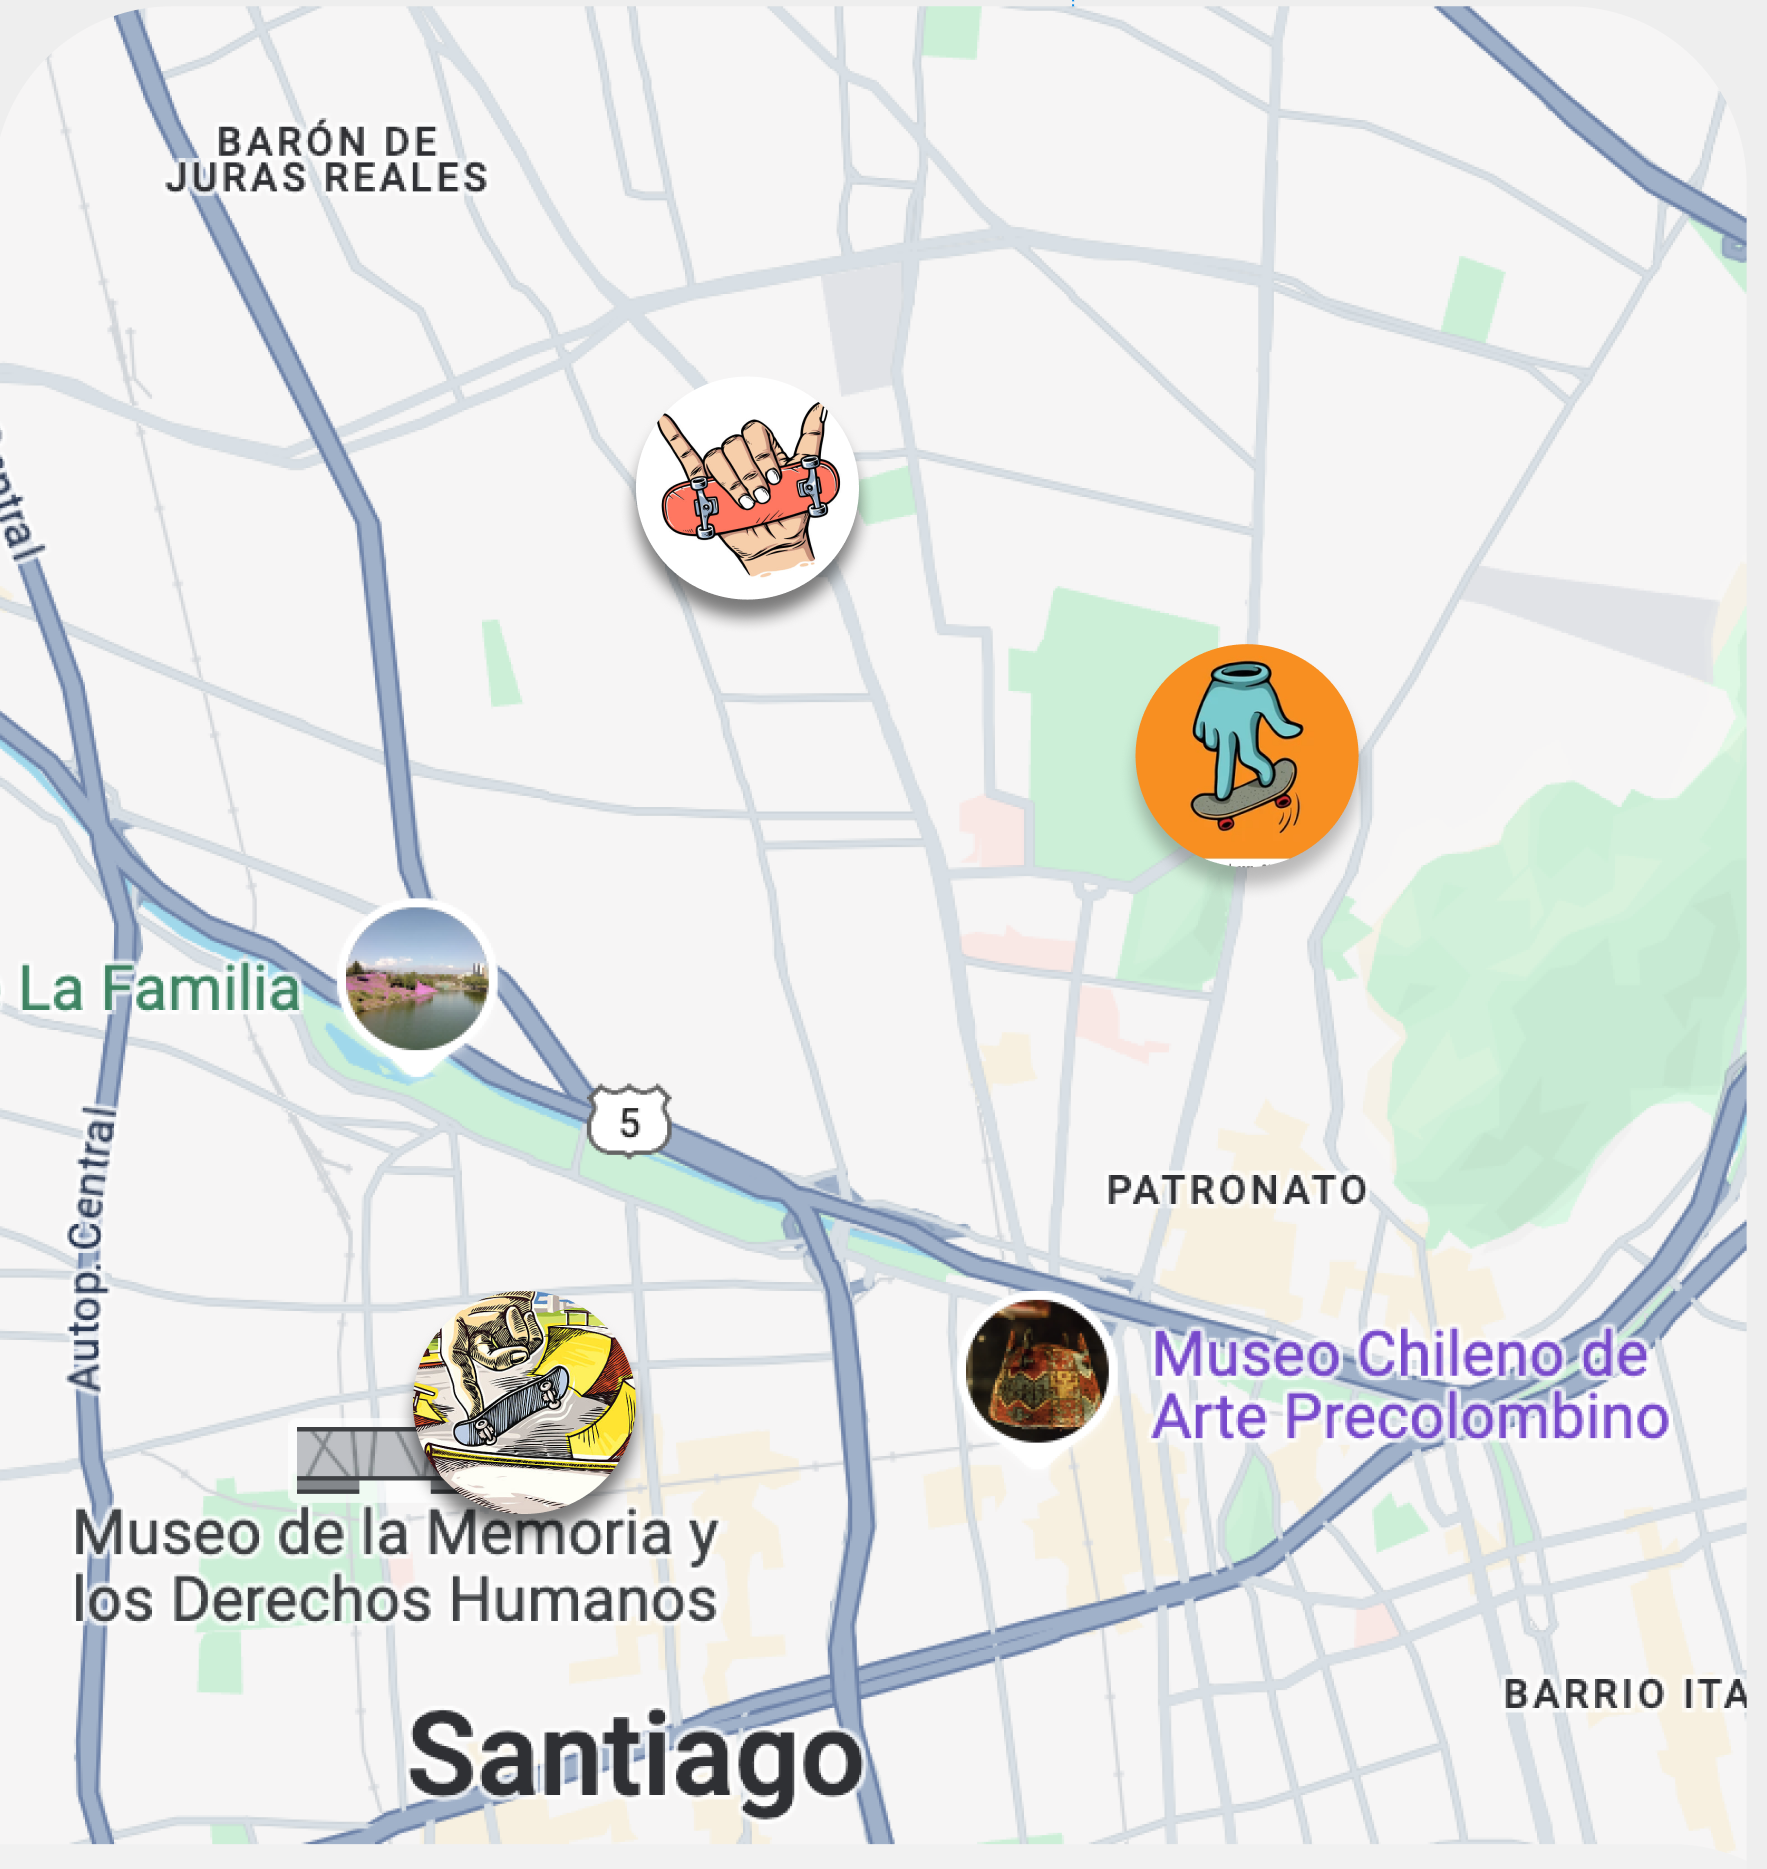 BARÓN DE
JURAS REALES
La Familia
5
Autop. Central
PATRONATO
Museo Chileno de
Arte Precolombino
Museo de la Memoria y
los Derechos Humanos
BARRIO ITA
Santiago